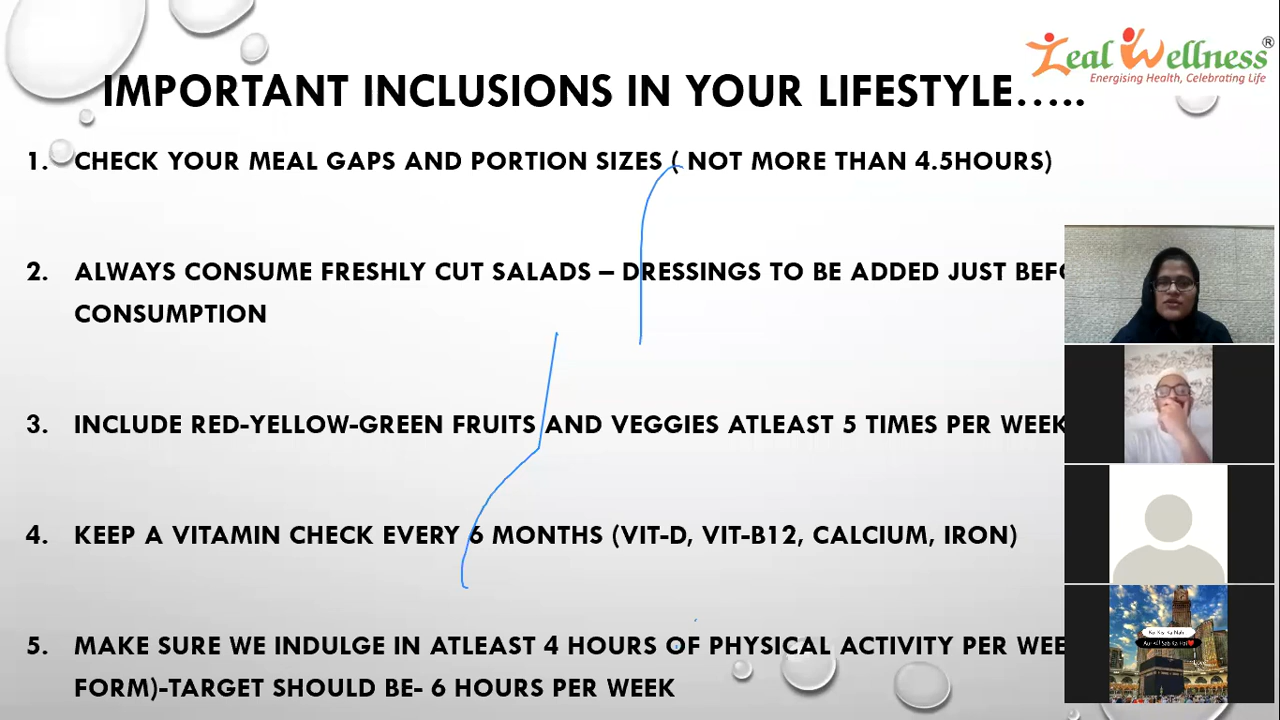 Zeal Wellness®
Energising Health, Celebrating Life
IMPORTANT INCLUSIONS IN YOUR LIFESTYLE.....
1. CHECK YOUR MEAL GAPS AND PORTION SIZES ( NOT MORE THAN 4.5HOURS)
2. ALWAYS CONSUME FRESHLY CUT SALADS – DRESSINGS TO BE ADDED JUST
CONSUMPTION
3. INCLUDE RED-YELLOW-GREEN FRUITS AND VEGGIES ATLEAST 5 TIMES PER WEEK
4. KEEP A VITAMIN CHECK EVERY 6 MONTHS (VIT-D, VIT-B12, CALCIUM, IRON)
5. MAKE SURE WE INDULGE IN ATLEAST 4 HOURS OF PHYSICAL ACTIVITY PER
FORM)-TARGET SHOULD BE- 6 HOURS PER WEEK